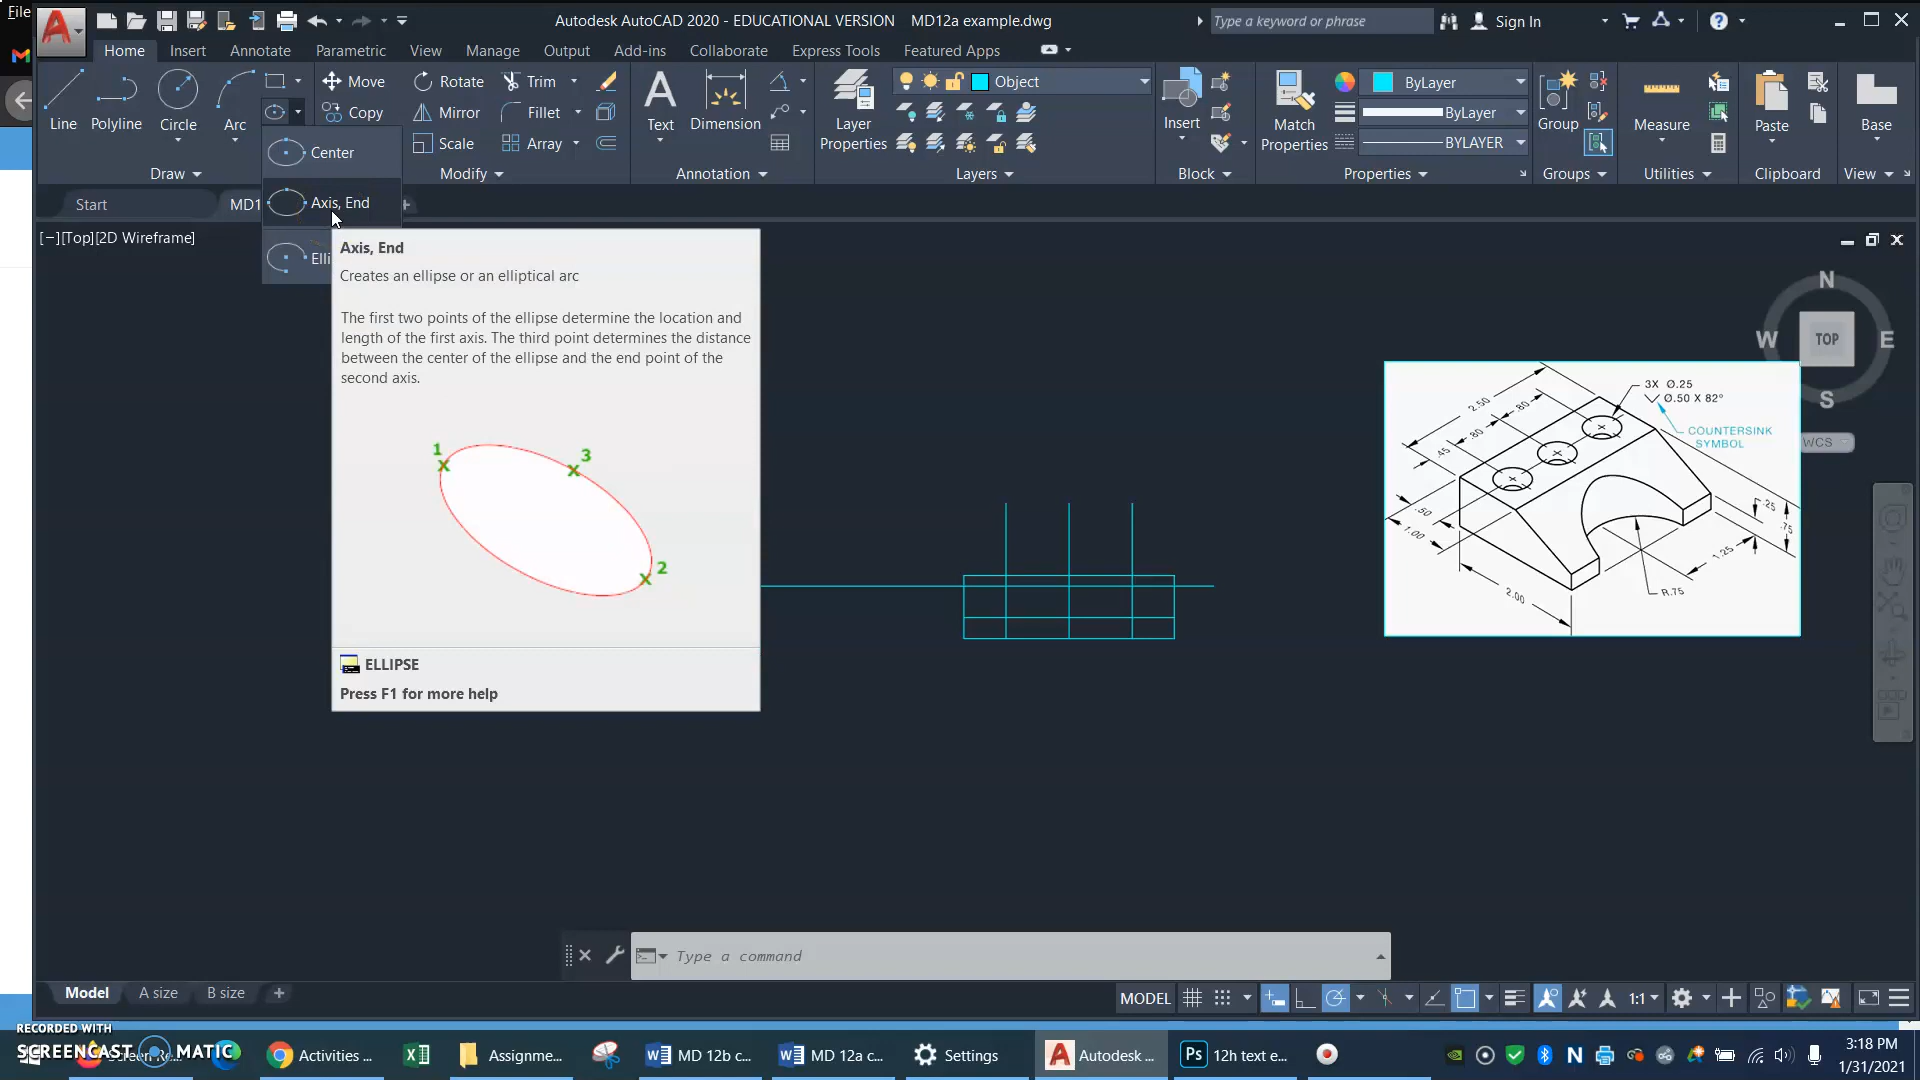 File
Autodesk AutoCAD 2020 - EDUCATIONAL VERSION MD12a example.dwg
Type a keyword or phrase
Sign In
Home Insert Annotate Parametric View Manage Output Add-ins Collaborate Express Tools Featured Apps
Line Polyline Circle Arc
Move Rotate Trim
Copy Mirror Fillet
Scale Array
Text Dimension
Layer Properties
Object
Insert
Match Properties
ByLayer
ByLayer
BYLAYER
Group
Measure
Paste
Base
Draw Modify Annotation Layers Block Properties Groups Utilities Clipboard View
Center
Axis, End
Elli
Start MD1
[−][Top][2D Wireframe]
Axis, End
Creates an ellipse or an elliptical arc
The first two points of the ellipse determine the location and
length of the first axis. The third point determines the distance
between the center of the ellipse and the end point of the
second axis.
1
3
2
ELLIPSE
Press F1 for more help
N
W TOP E
S
WCS
3X Ø.25
Ø.50 X 82°
COUNTERSINK
SYMBOL
2.50
.80
.80
.45
.50
1.00
.25
.75
1.25
R.75
2.00
Type a command
Model A size B size +
MODEL
1:1
RECORDED WITH
SCREENCAST MATIC
Activities ...
Assignme...
MD 12b c...
MD 12a c...
Settings
Autodesk ...
12h text e...
3:18 PM
1/31/2021